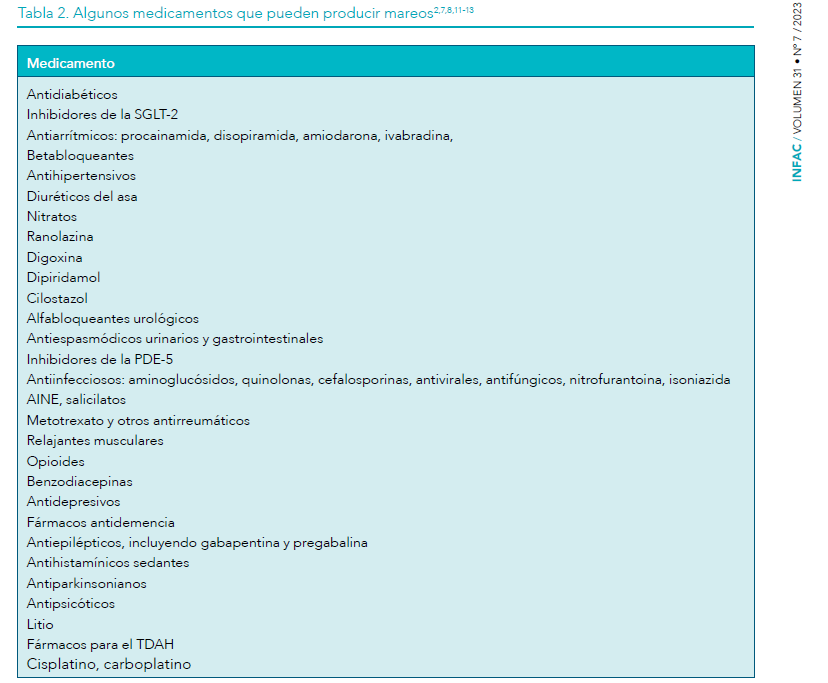 Tabla 2. Algunos medicamentos que pueden producir mareos2,7,8,11-13
Medicamento
Antidiabéticos
Inhibidores de la SGLT-2
Antiarrítmicos: procainamida, disopiramida, amiodarona, ivabradina,
Betabloqueantes
Antihipertensivos
Diuréticos del asa
Nitratos
Ranolazina
Digoxina
Dipiridamol
Cilostazol
Alfabloqueantes urológicos
Antiespasmódicos urinarios y gastrointestinales
Inhibidores de la PDE-5
Antiinfecciosos: aminoglucósidos, quinolonas, cefalosporinas, antivirales, antifúngicos, nitrofurantoina, isoniazida
AINE, salicilatos
Metotrexato y otros antirreumáticos
Relajantes musculares
Opioides
Benzodiacepinas
Antidepresivos
Fármacos antidemencia
Antiepilépticos, incluyendo gabapentina y pregabalina
Antihistamínicos sedantes
Antiparkinsonianos
Antipsicóticos
Litio
Fármacos para el TDAH
Cisplatino, carboplatino
INFAC / VOLUMEN 31 • Nº 7 / 2023